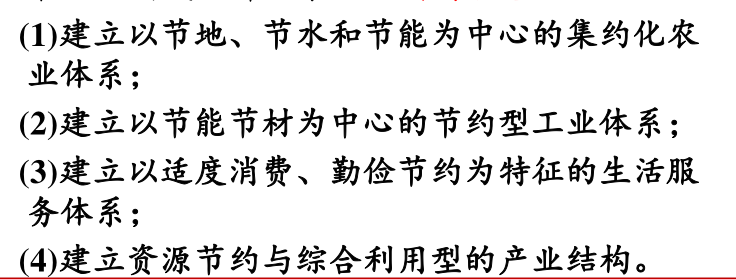 (1)建立以节地、节水和节能为中心的集约化农
业体系；
(2)建立以节能节材为中心的节约型工业体系；
(3)建立以适度消费、勤俭节约为特征的生活服
务体系；
(4)建立资源节约与综合利用型的产业结构。